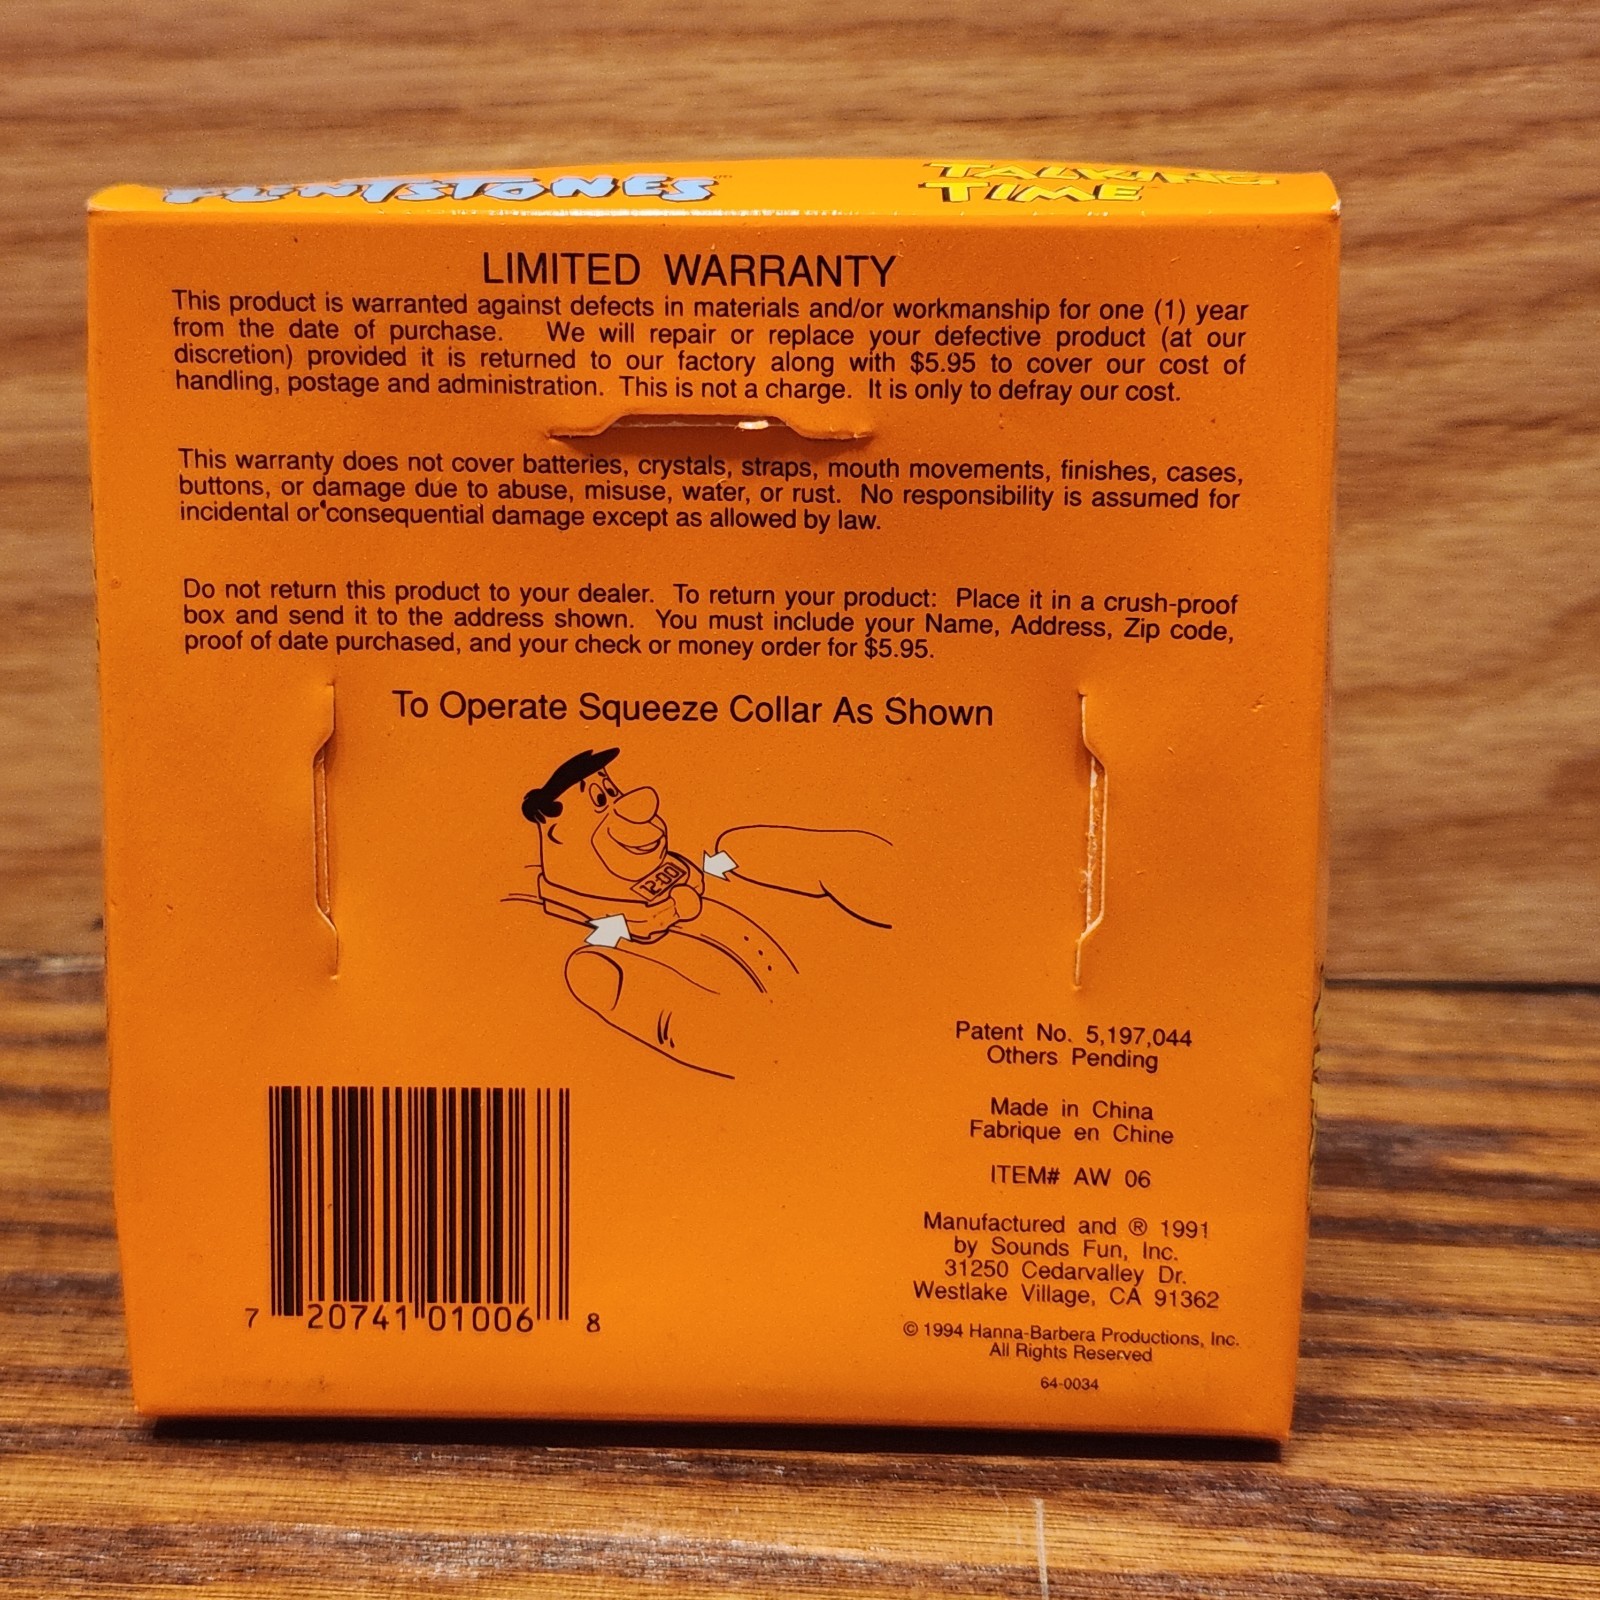 FLINTSTONES
TALKING
TIME
LIMITED WARRANTY
This product is warranted against defects in materials and/or workmanship for one (1) year
from the date of purchase. We will repair or replace your defective product (at our
discretion) provided it is returned to our factory along with $5.95 to cover our cost of
handling, postage and administration. This is not a charge. It is only to defray our cost.
This warranty does not cover batteries, crystals, straps, mouth movements, finishes, cases,
buttons, or damage due to abuse, misuse, water, or rust. No responsibility is assumed for
incidental or consequential damage except as allowed by law.
Do not return this product to your dealer. To return your product: Place it in a crush-proof
box and send it to the address shown. You must include your Name, Address, Zip code,
proof of date purchased, and your check or money order for $5.95.
To Operate Squeeze Collar As Shown
12:00
Patent No. 5,197,044
Others Pending
Made in China
Fabrique en Chine
ITEM# AW 06
Manufactured and ® 1991
by Sounds Fun, Inc.
31250 Cedarvalley Dr.
Westlake Village, CA 91362
© 1994 Hanna-Barbera Productions, Inc.
All Rights Reserved
64-0034
7 20741 01006 8